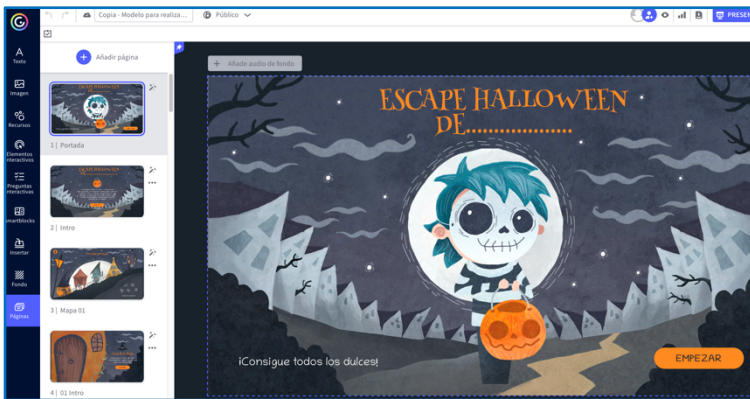 Copia - Modelo para realiza...
Público
PRESEN
Texto
Imagen
Recursos
Elementos
nteractivos
Preguntas
nteractivas
Smartblocks
Insertar
Fondo
Páginas
Añadir página
1 | Portada
2 | Intro
3 | Mapa 01
4 | 01 Intro
Añade audio de fondo
ESCAPE HALLOWEEN
DE...................
¡Consigue todos los dulces!
EMPEZAR